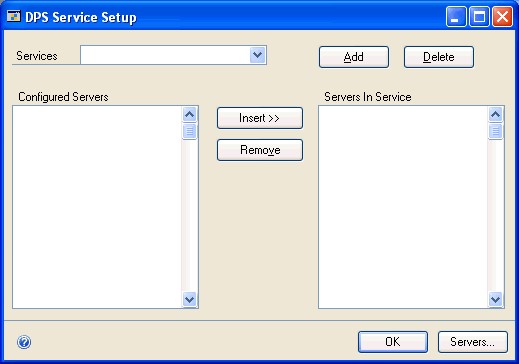 DPS Service Setup
Services
Add
Delete
Configured Servers
Servers In Service
Insert >>
Remove
?
OK
Servers...